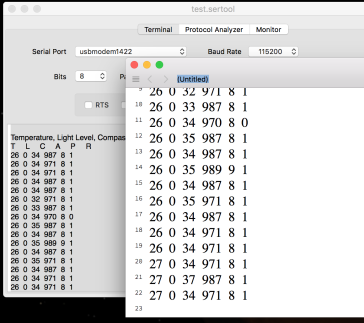 test.sertool
Terminal Protocol Analyzer Monitor
Serial Port usbmodem1422 Baud Rate 115200
Bits 8
RTS
Temperature, Light Level, Compas
T L C A P R
26 0 34 987 8 1
26 0 34 971 8 1
26 0 34 987 8 1
26 0 34 971 8 1
26 0 34 987 8 1
26 0 32 971 8 1
26 0 33 987 8 1
26 0 34 970 8 0
26 0 35 987 8 1
26 0 34 987 8 1
26 0 35 989 9 1
26 0 34 987 8 1
26 0 35 971 8 1
26 0 34 987 8 1
26 0 34 971 8 1
26 0 34 987 8 1
(Untitled)
9 26 0 32 971 8 1
10 26 0 33 987 8 1
11 26 0 34 970 8 0
12 26 0 35 987 8 1
13 26 0 34 987 8 1
14 26 0 35 989 9 1
15 26 0 34 987 8 1
16 26 0 35 971 8 1
17 26 0 34 987 8 1
18 26 0 34 971 8 1
19 26 0 34 971 8 1
20 27 0 34 971 8 1
21 27 0 37 987 8 1
22 27 0 34 971 8 1
23